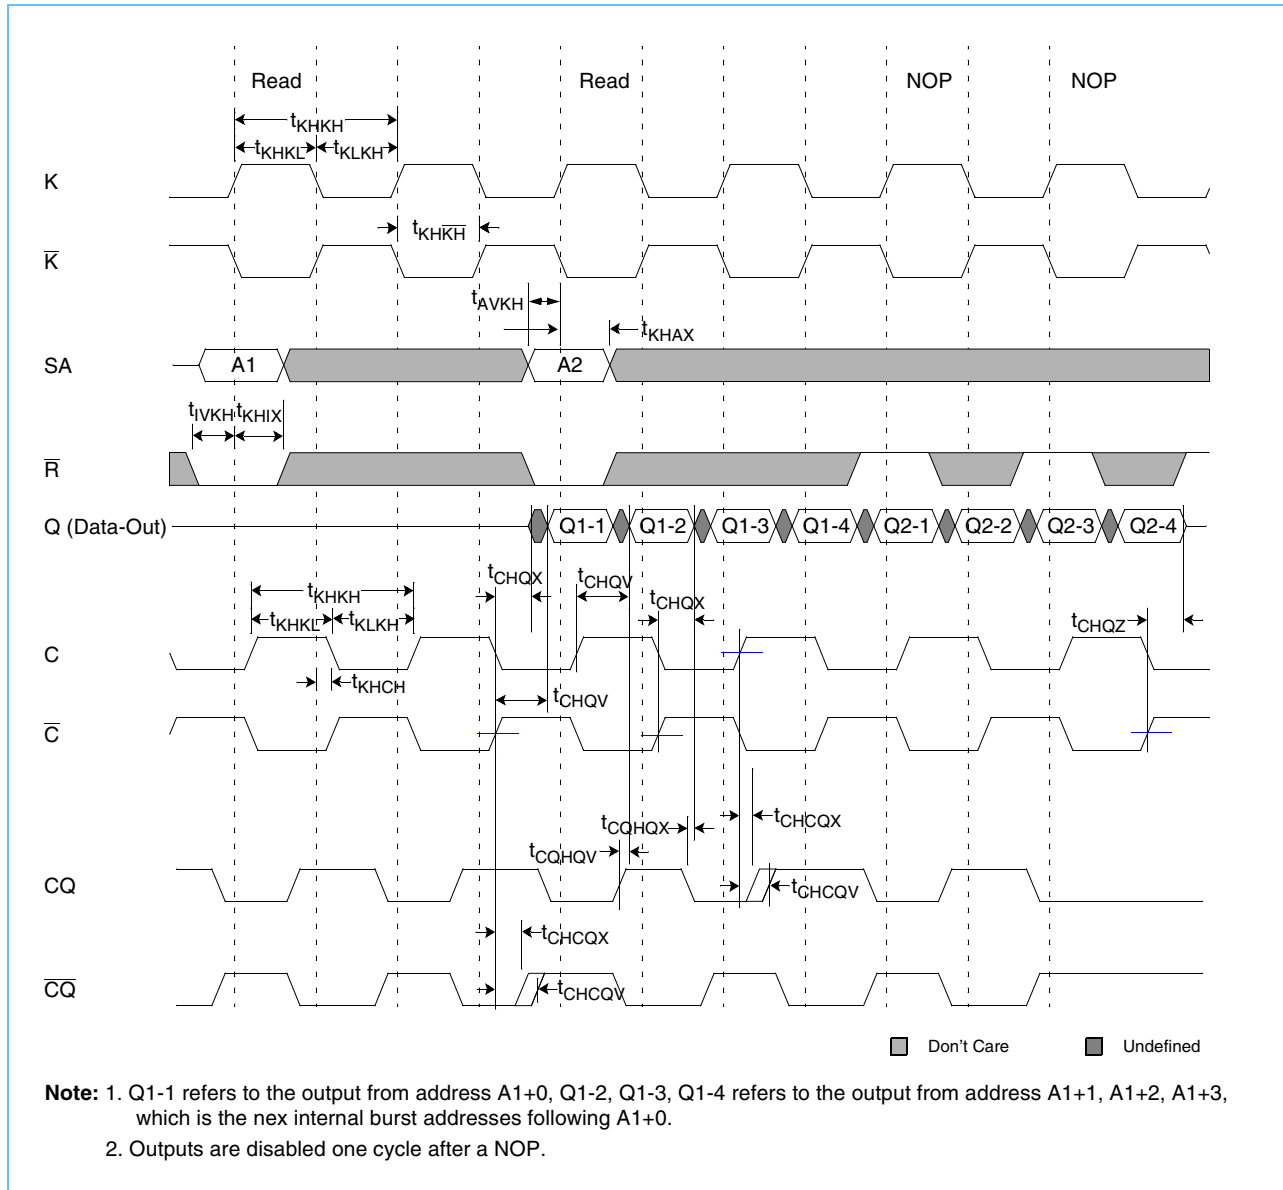 Read Read NOP NOP
tKHKH
tKHKL tKLKH
K
tKHK̅H̅
K̅
tAVKH
tKHAX
SA A1 A2
tIVKH tKHIX
R̅
Q (Data-Out) Q1-1 Q1-2 Q1-3 Q1-4 Q2-1 Q2-2 Q2-3 Q2-4
tCHQX tCHQV
tKHKH tCHQX
tKHKL tKLKH tCHQZ
C
tKHCH
tCHQV
C̅
tCHCQX
tCQHQX
tCQHQV
CQ tCHCQV
tCHCQX
C̅Q̅ tCHCQV
Don't Care Undefined
Note: 1. Q1-1 refers to the output from address A1+0, Q1-2, Q1-3, Q1-4 refers to the output from address A1+1, A1+2, A1+3,
which is the nex internal burst addresses following A1+0.
2. Outputs are disabled one cycle after a NOP.